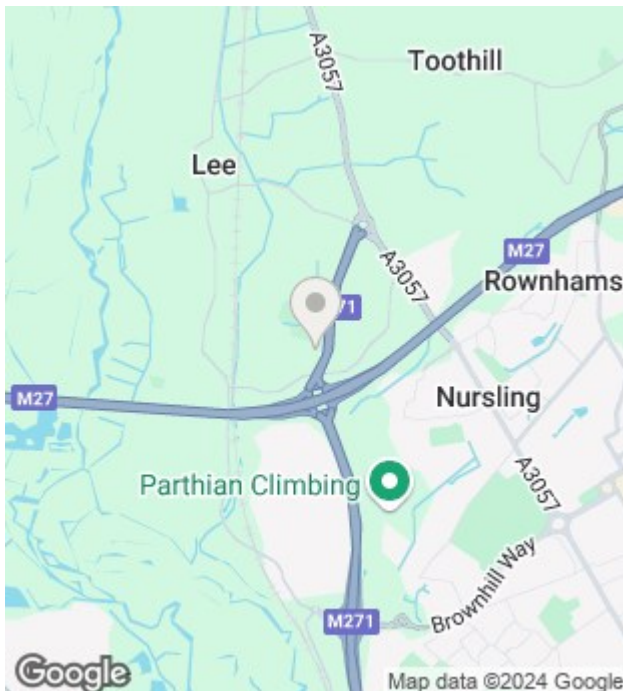 A3057
Toothill
Lee
M27
A3057
71
Rownhams
M27
Nursling
Parthian Climbing
A3057
Brownhill Way
M271
Google
Map data ©2024 Google